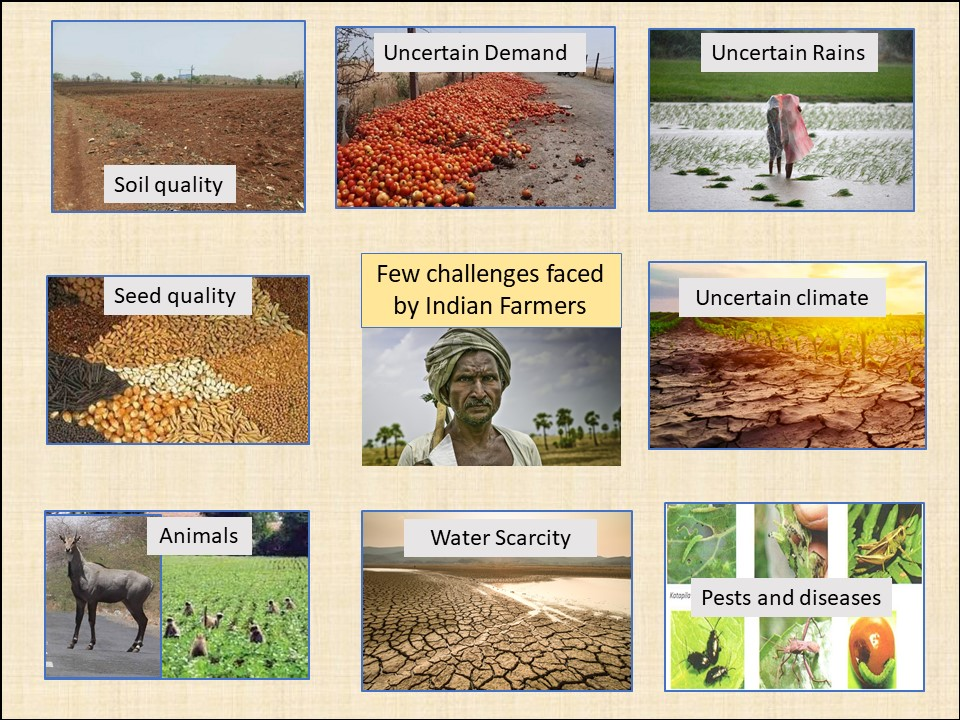 Uncertain Demand
Uncertain Rains
Soil quality
Few challenges faced
by Indian Farmers
Seed quality
Uncertain climate
Animals
Water Scarcity
Pests and diseases